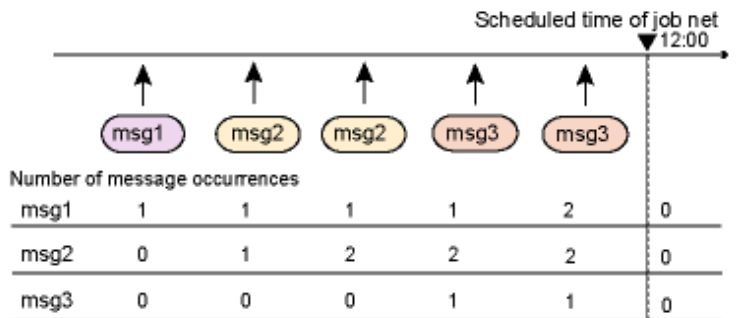 Scheduled time of job net
12:00
msg1 msg2 msg2 msg3 msg3
Number of message occurrences
msg1 1 1 1 1 2 0
msg2 0 1 2 2 2 0
msg3 0 0 0 1 1 0